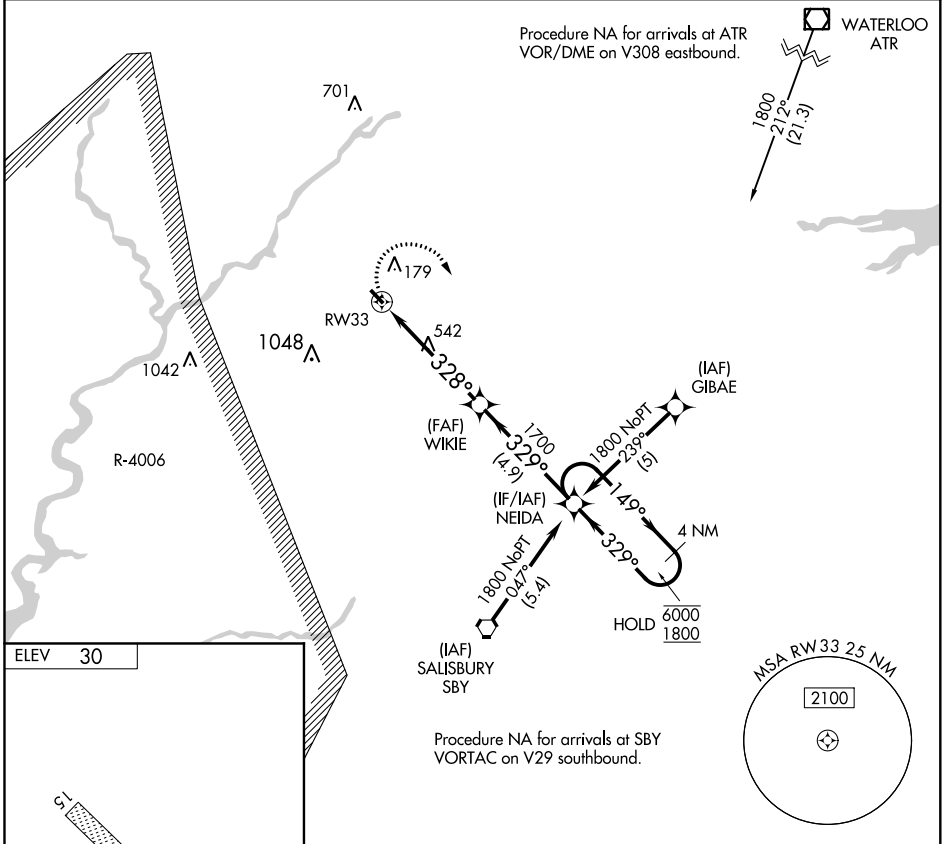 Procedure NA for arrivals at ATR
VOR/DME on V308 eastbound.
WATERLOO
ATR
1800
212°
(21.3)
701
179
RW33
542
1048
1042
328°
(FAF)
WIKIE
R-4006
1700
329°
(4.9)
(IAF)
GIBAE
1800 NoPT
239°
(5)
(IF/IAF)
NEIDA
149°
4 NM
329°
1800 NoPT
047°
(5.4)
HOLD
6000
1800
(IAF)
SALISBURY
SBY
ELEV 30
MSA RW33 25 NM
2100
Procedure NA for arrivals at SBY
VORTAC on V29 southbound.
15